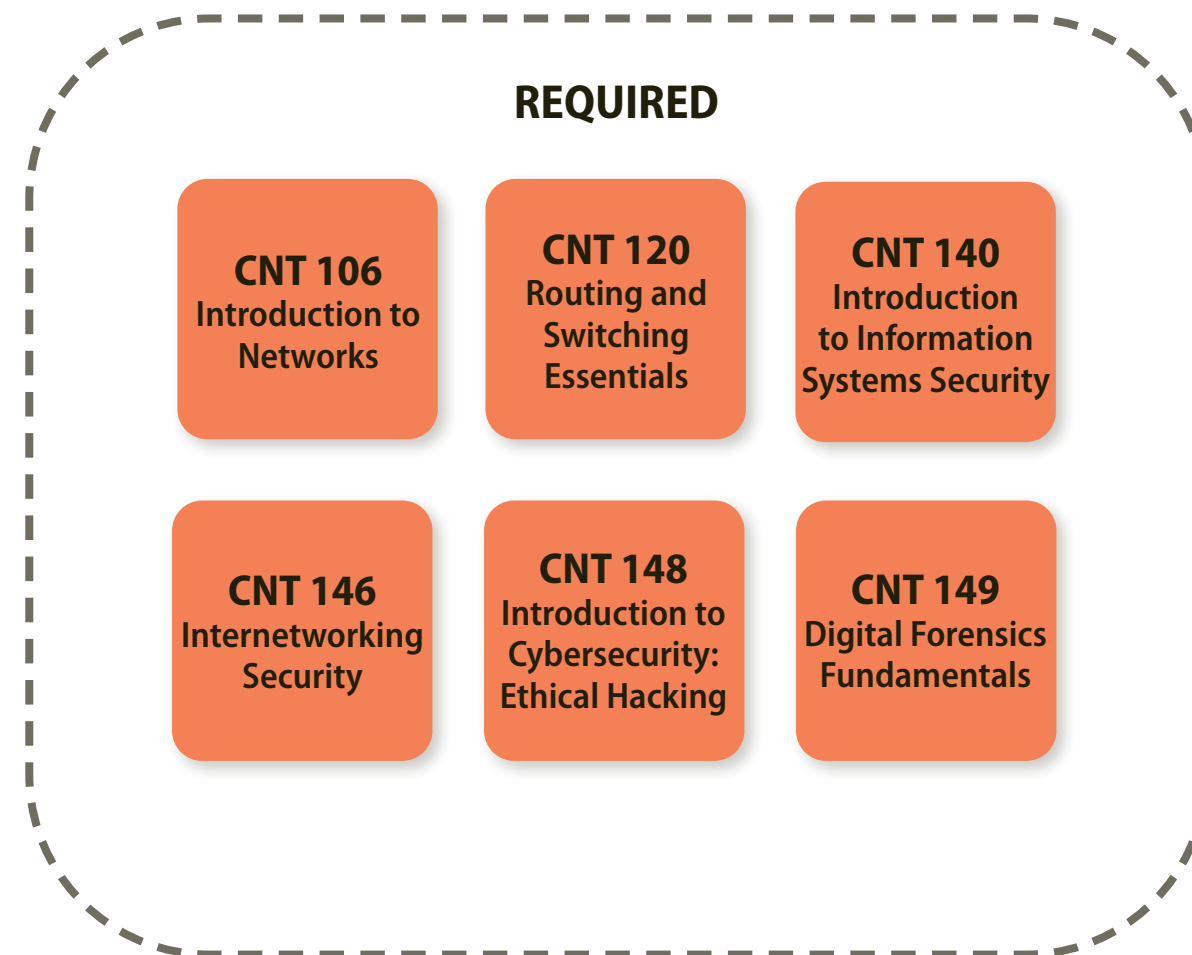 REQUIRED
CNT 106
Introduction to
Networks
CNT 120
Routing and
Switching
Essentials
CNT 140
Introduction
to Information
Systems Security
CNT 146
Internetworking
Security
CNT 148
Introduction to
Cybersecurity:
Ethical Hacking
CNT 149
Digital Forensics
Fundamentals